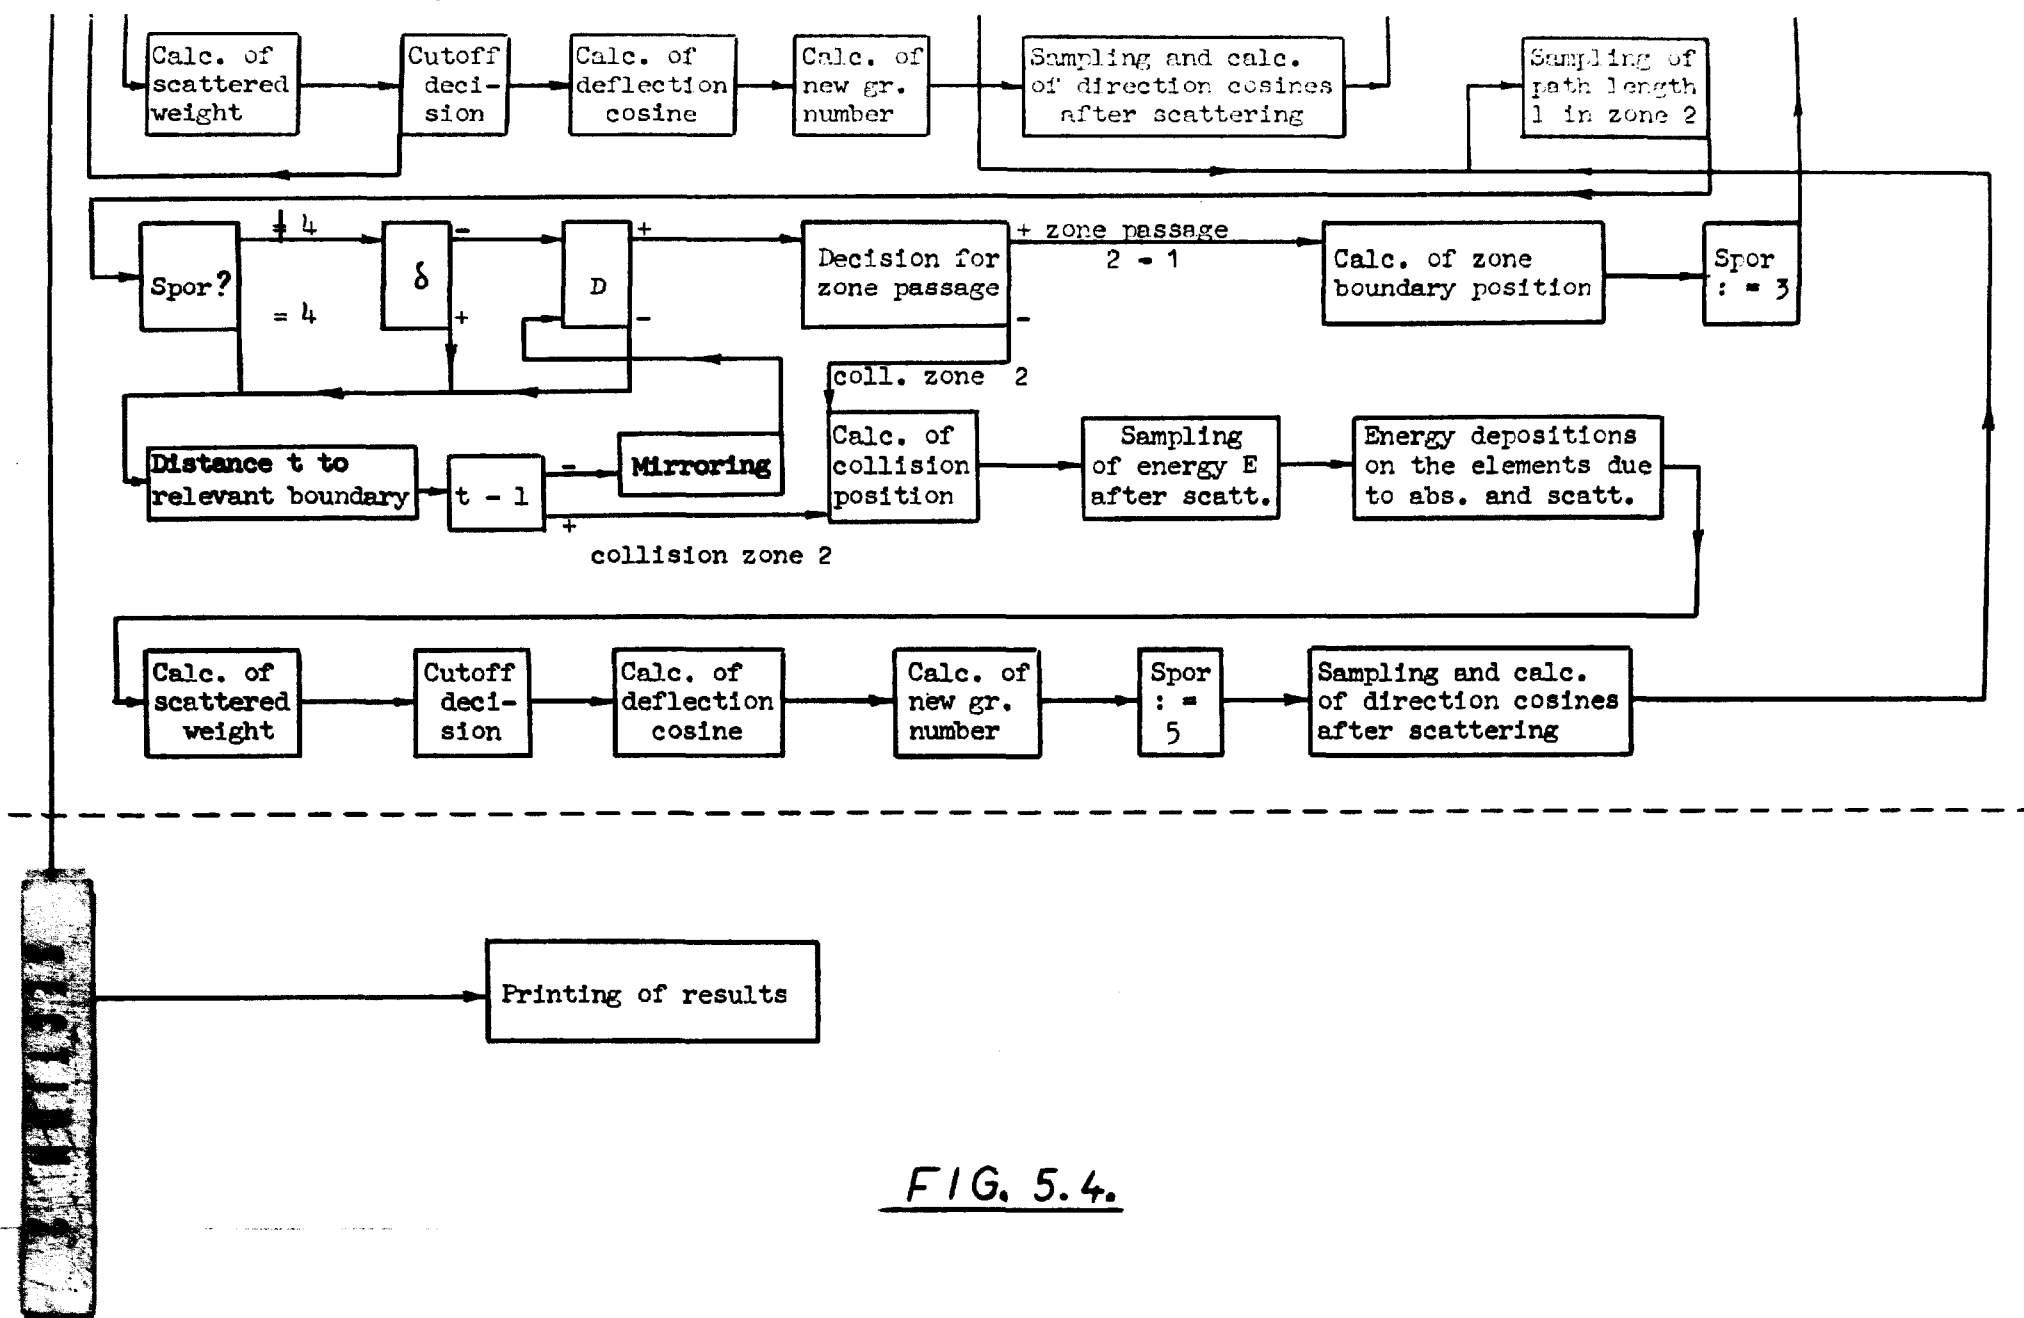 Calc. of
scattered
weight
Cutoff
deci-
sion
Calc. of
deflection
cosine
Calc. of
new gr.
number
Sampling and calc.
of direction cosines
after scattering
Sampling of
path length
l in zone 2
Spor?
≠ 4
= 4
δ
-
+
D
+
-
Decision for
zone passage
+ zone passage
2 - 1
-
Calc. of zone
boundary position
Spor
: = 3
coll. zone 2
Distance t to
relevant boundary
t - l
-
+
Mirroring
collision zone 2
Calc. of
collision
position
Sampling
of energy E
after scatt.
Energy depositions
on the elements due
to abs. and scatt.
Calc. of
scattered
weight
Cutoff
deci-
sion
Calc. of
deflection
cosine
Calc. of
new gr.
number
Spor
: =
5
Sampling and calc.
of direction cosines
after scattering
Printing of results
FIG. 5.4.